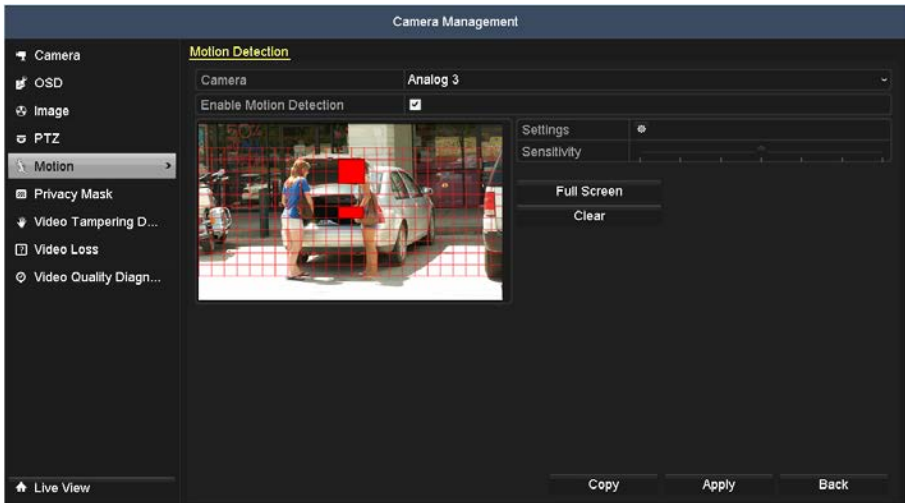 Camera Management
Camera
OSD
Image
PTZ
Motion
Privacy Mask
Video Tampering D...
Video Loss
Video Quality Diagn...
Live View
Motion Detection
Camera Analog 3
Enable Motion Detection
Settings
Sensitivity
Full Screen
Clear
Copy Apply Back